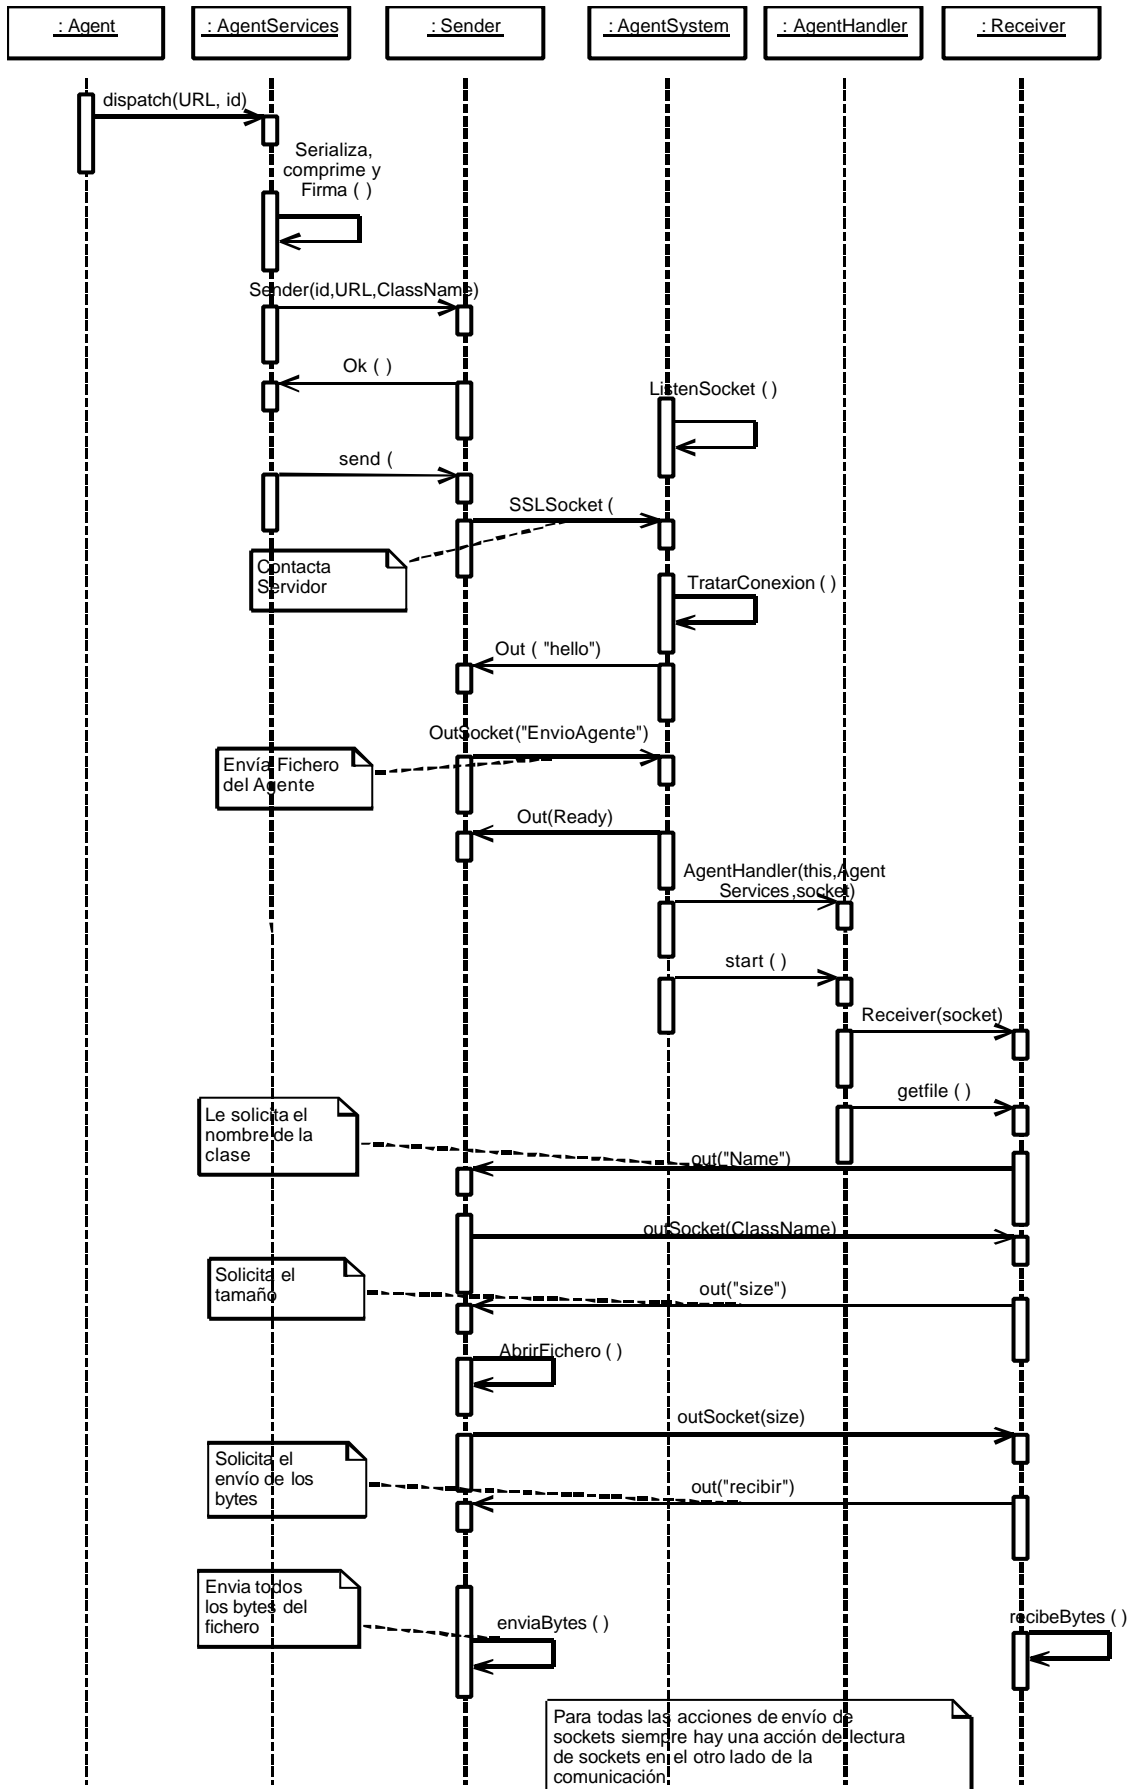 : Agent
: AgentServices
: Sender
: AgentSystem
: AgentHandler
: Receiver
dispatch(URL, id)
Serializa,
comprime y
Firma ( )
Sender(id,URL,ClassName)
Ok ( )
ListenSocket ( )
send (
SSLSocket (
Contacta
Servidor
TratarConexion ( )
Out ( "hello")
OutSocket("EnvioAgente")
Envía Fichero
del Agente
Out(Ready)
AgentHandler(this,Agent
Services,socket)
start ( )
Receiver(socket)
getfile ( )
Le solicita el
nombre de la
clase
out("Name")
outSocket(ClassName)
Solicita el
tamaño
out("size")
AbrirFichero ( )
outSocket(size)
Solicita el
envío de los
bytes
out("recibir")
Envia todos
los bytes del
fichero
enviaBytes ( )
recibeBytes ( )
Para todas las acciones de envío de
sockets siempre hay una acción de lectura
de sockets en el otro lado de la
comunicación